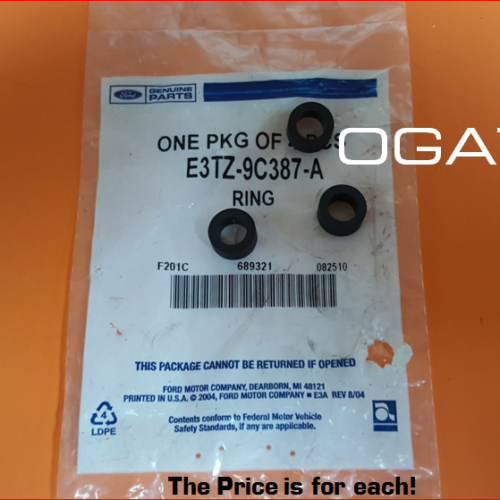 Ford GENUINE PARTS
ONE PKG OF
OGA
E3TZ-9C387-A
RING
F201C 689321 082510
THIS PACKAGE CANNOT BE RETURNED IF OPENED
FORD MOTOR COMPANY, DEARBORN, MI 48121
PRINTED IN U.S.A. © 2004, FORD MOTOR COMPANY ■ E3A REV 8/04
4
LDPE
Contents conform to Federal Motor Vehicle
Safety Standards, if any are applicable.
The Price is for each!